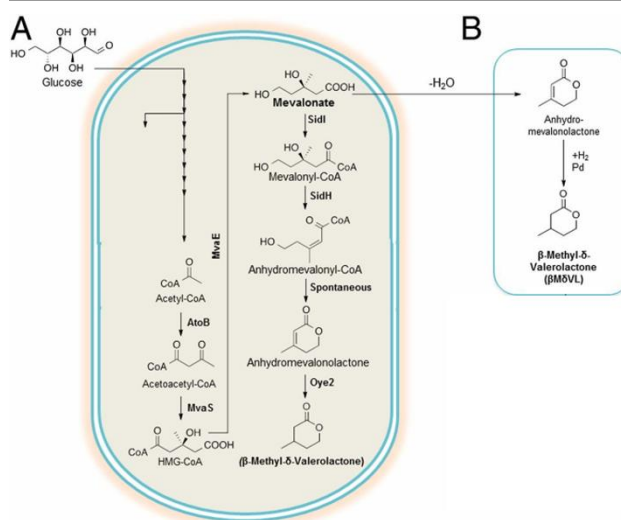 A
B
HO
OH
OH
OH
OH
O
Glucose
HO
HO
COOH
Mevalonate
-H₂O
SidI
HO
HO
O
CoA
Mevalonyl-CoA
SidH
O
CoA
HO
Anhydromevalonyl-CoA
Spontaneous
O
O
Anhydromevalonolactone
Oye2
O
O
(β-Methyl-δ-Valerolactone)
MvaE
CoA
O
Acetyl-CoA
AtoB
O
O
CoA
Acetoacetyl-CoA
MvaS
O
OH
CoA
COOH
HMG-CoA
O
O
Anhydro-
mevalonolactone
+H₂
Pd
O
O
β-Methyl-δ-
Valerolactone
(βMδVL)